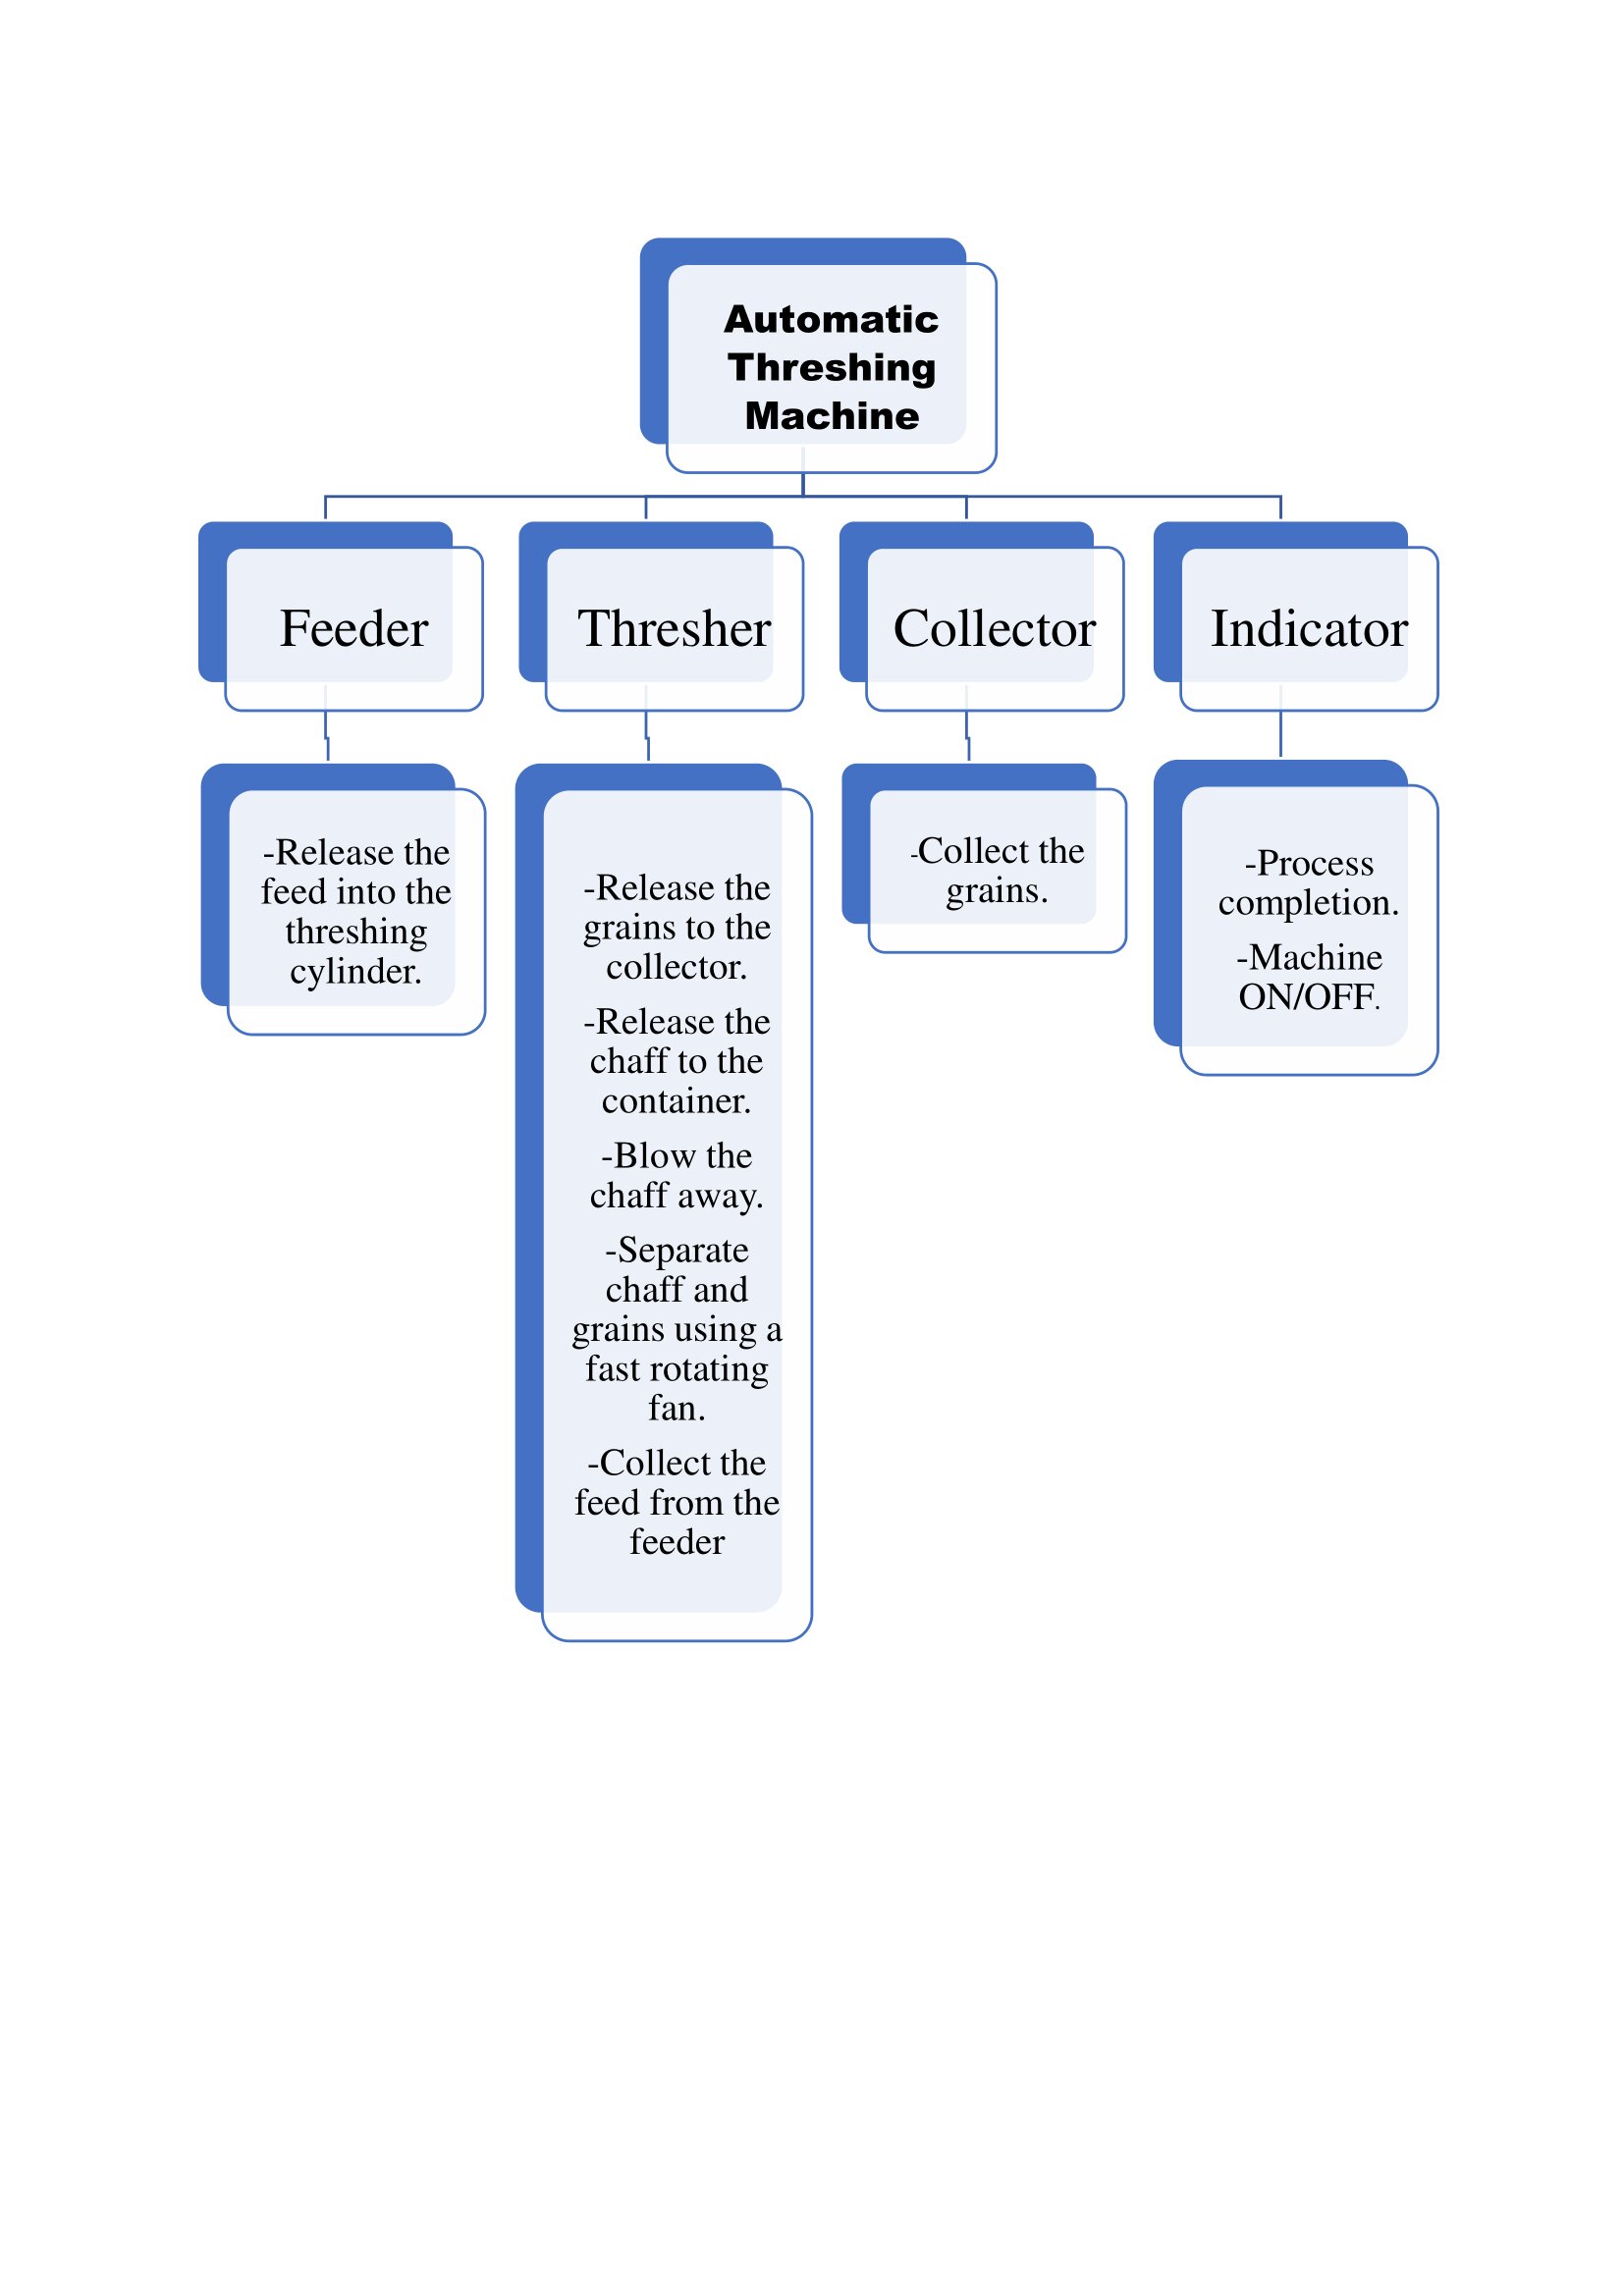 Automatic
Threshing
Machine
Feeder
Thresher
Collector
Indicator
-Release the
feed into the
threshing
cylinder.
-Release the
grains to the
collector.
-Release the
chaff to the
container.
-Blow the
chaff away.
-Separate
chaff and
grains using a
fast rotating
fan.
-Collect the
feed from the
feeder
-Collect the
grains.
-Process
completion.
-Machine
ON/OFF.